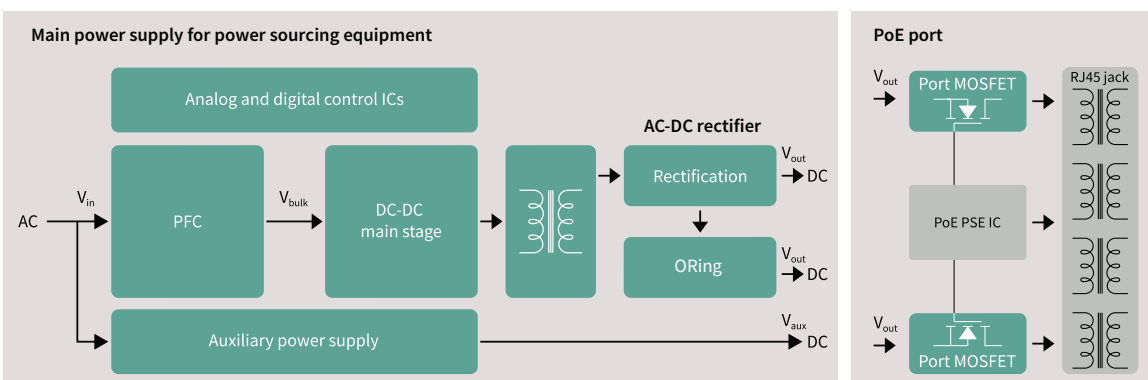 Main power supply for power sourcing equipment
Analog and digital control ICs
AC
Vin
PFC
Vbulk
DC-DC
main stage
AC-DC rectifier
Rectification
Vout
DC
ORing
Vout
DC
Auxiliary power supply
Vaux
DC
PoE port
Vout
Port MOSFET
RJ45 jack
PoE PSE IC
Vout
Port MOSFET